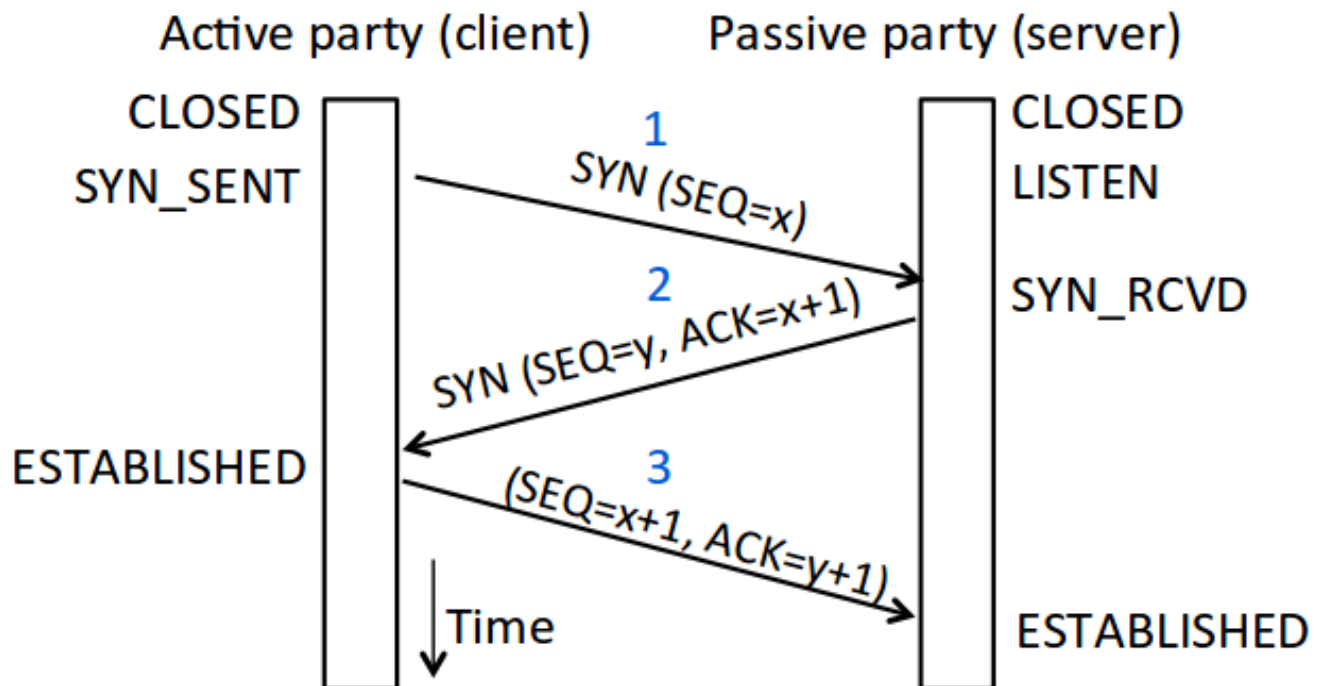 Active party (client)
Passive party (server)
CLOSED
CLOSED
1
SYN_SENT
SYN (SEQ=x)
LISTEN
2
SYN_RCVD
SYN (SEQ=y, ACK=x+1)
ESTABLISHED
3
(SEQ=x+1, ACK=y+1)
Time
ESTABLISHED